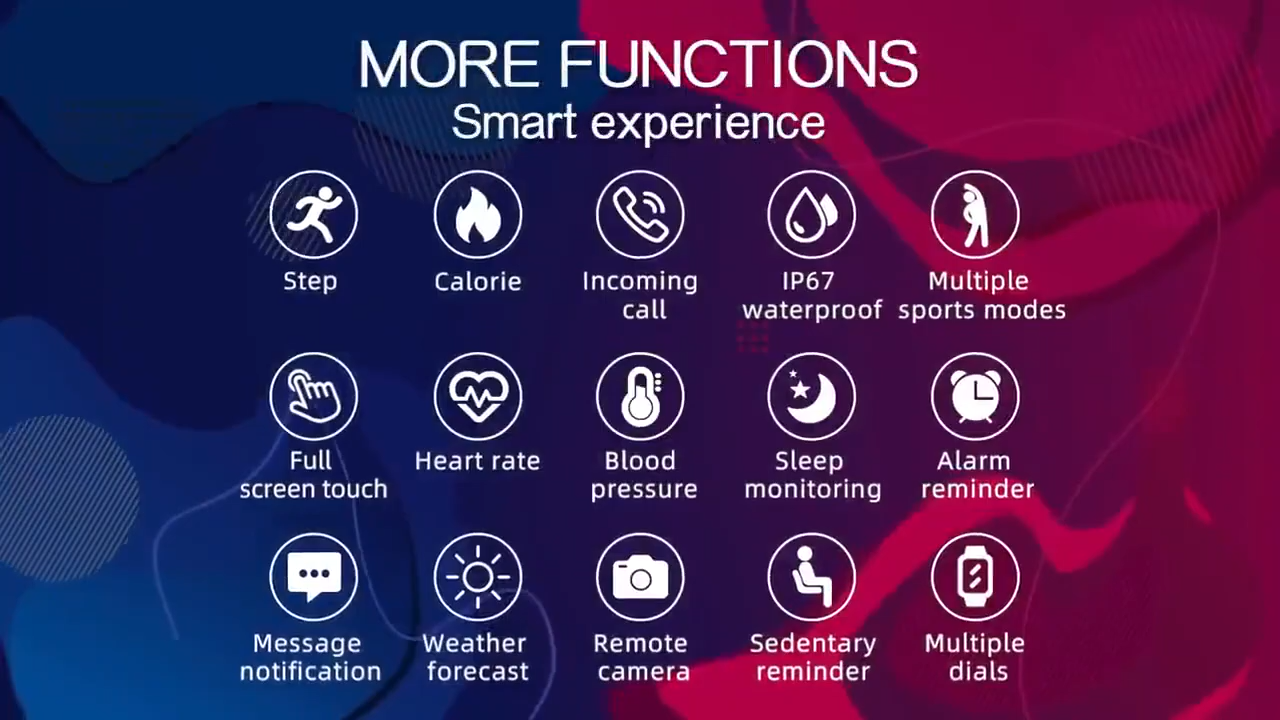 MORE FUNCTIONS
Smart experience
Step
Calorie
Incoming
call
IP67
waterproof
Multiple
sports modes
Full
screen touch
Heart rate
Blood
pressure
Sleep
monitoring
Alarm
reminder
Message
notification
Weather
forecast
Remote
camera
Sedentary
reminder
Multiple
dials